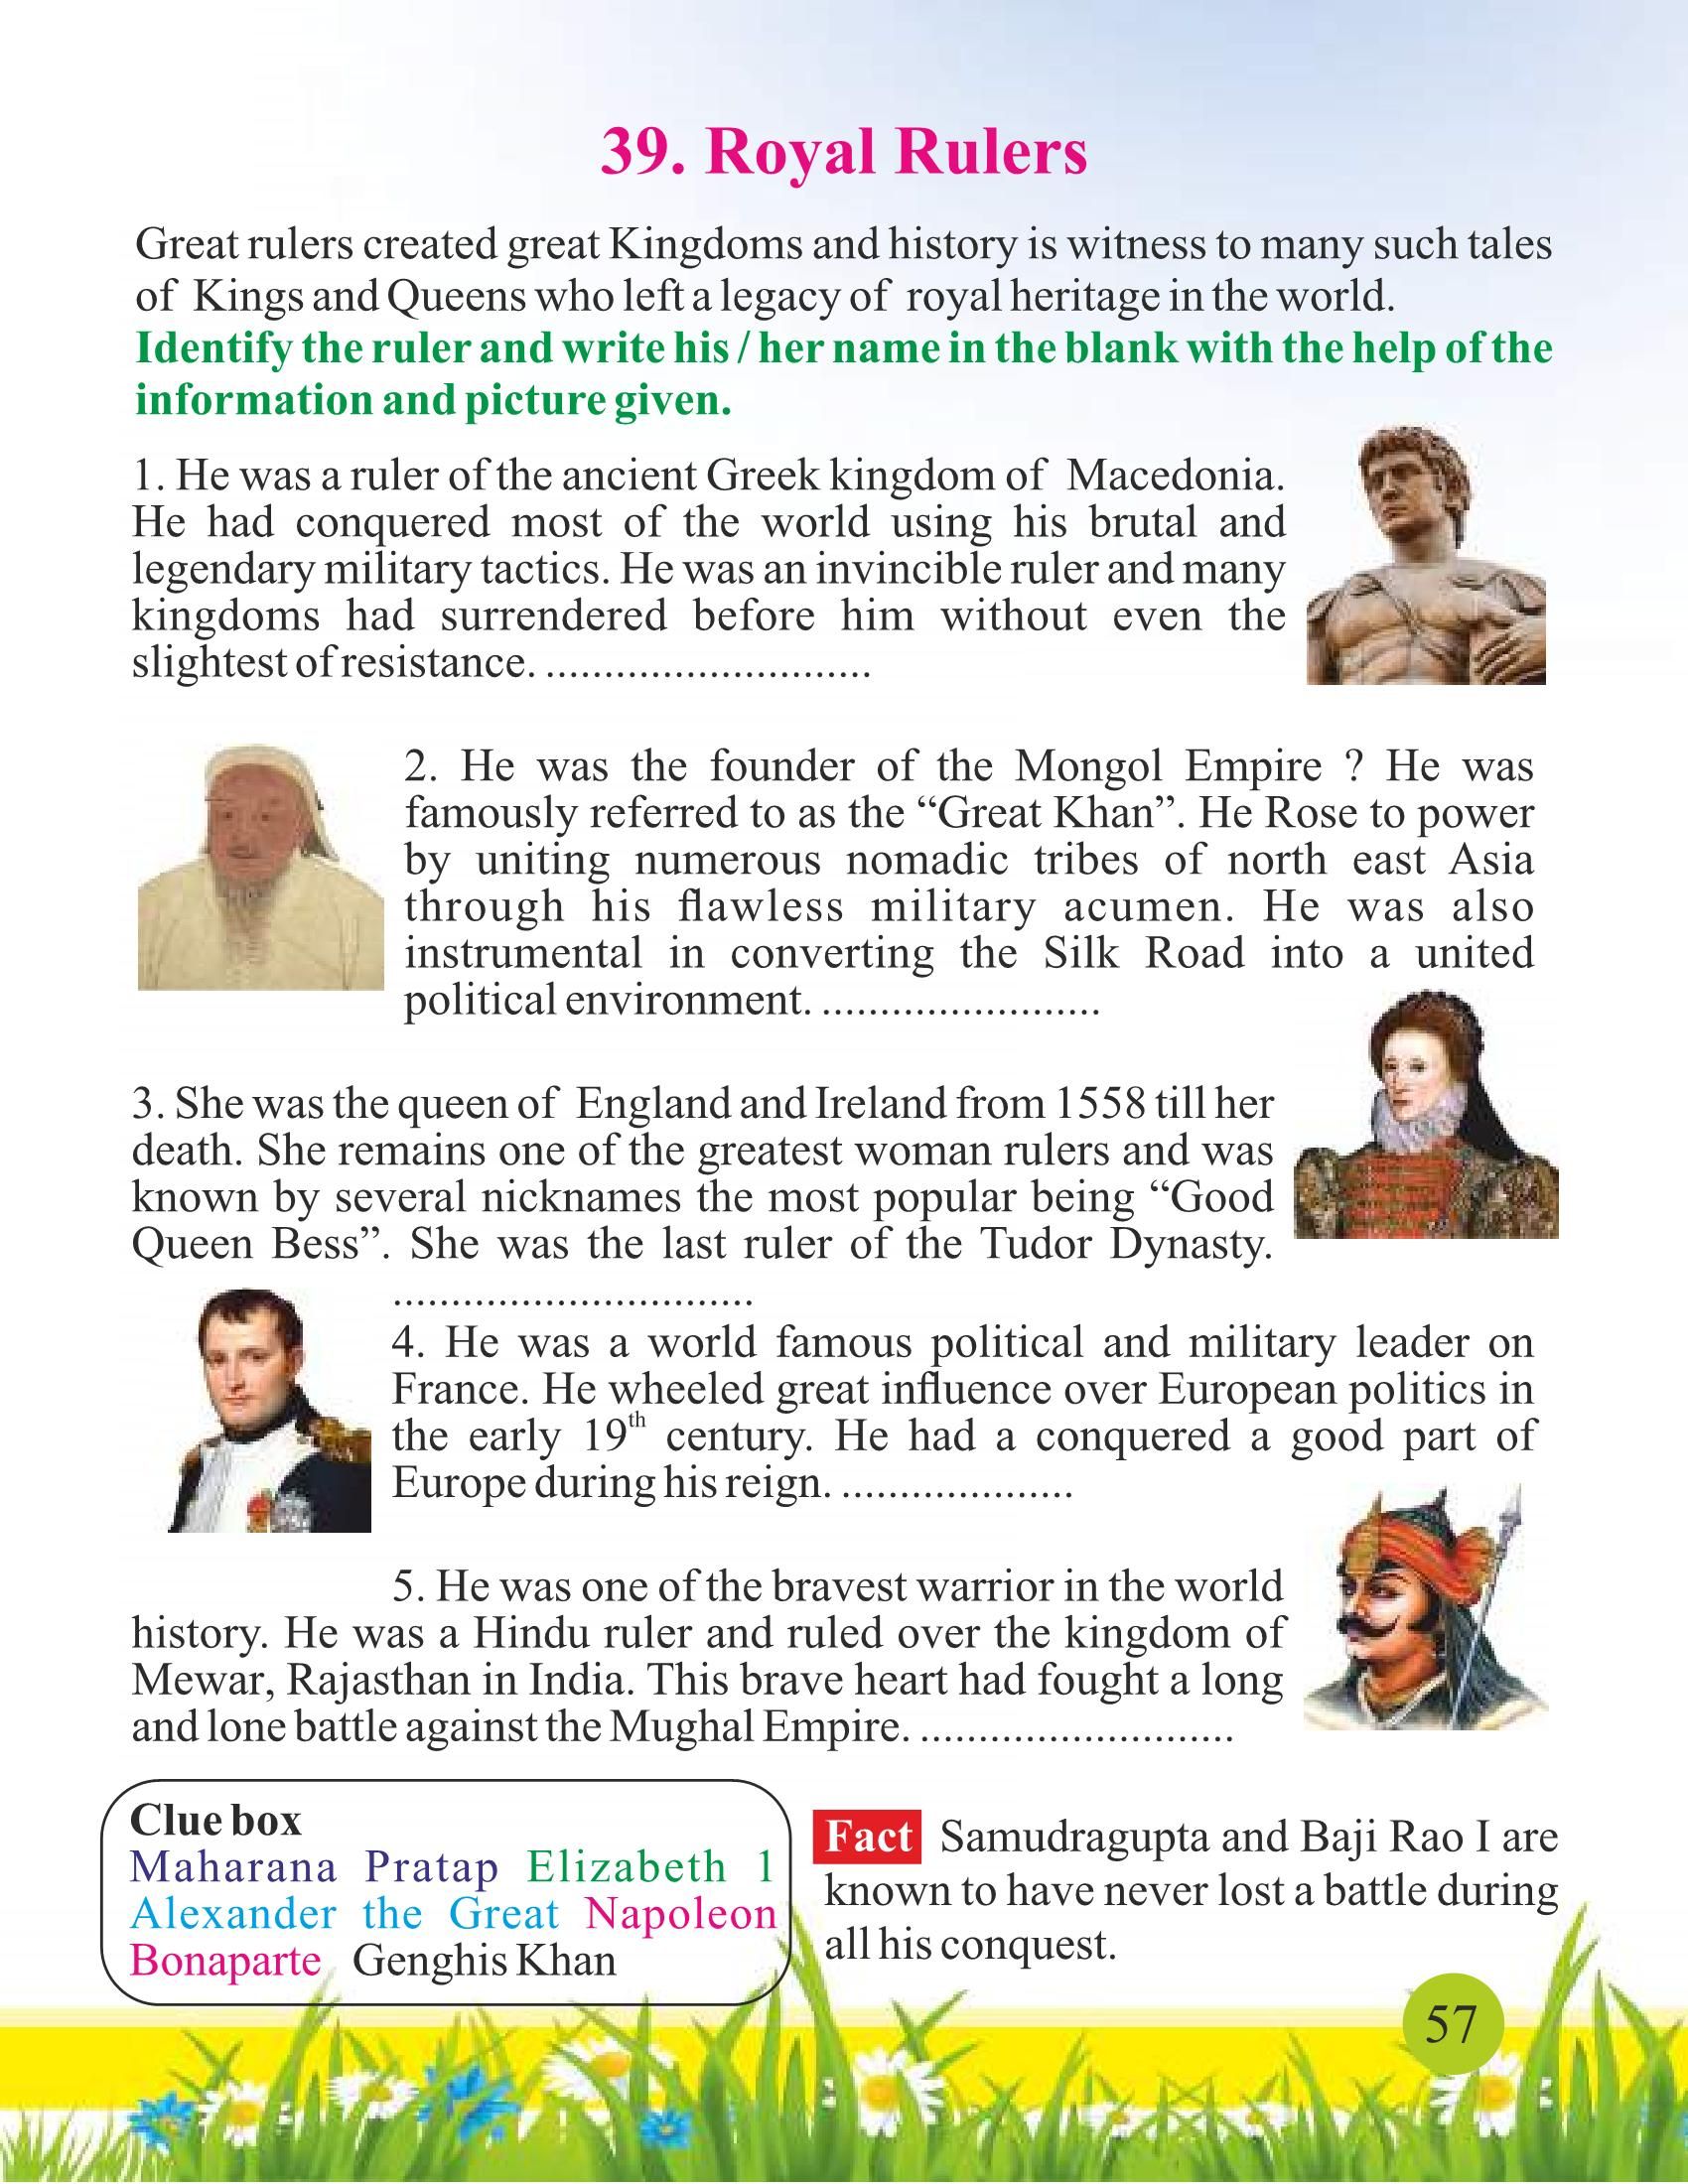 39. Royal Rulers
Great rulers created great Kingdoms and history is witness to many such tales
of Kings and Queens who left a legacy of royal heritage in the world.
Identify the ruler and write his / her name in the blank with the help of the
information and picture given.
1. He was a ruler of the ancient Greek kingdom of Macedonia.
He had conquered most of the world using his brutal and
legendary military tactics. He was an invincible ruler and many
kingdoms had surrendered before him without even the
slightest of resistance. ............................
2. He was the founder of the Mongol Empire ? He was
famously referred to as the “Great Khan”. He Rose to power
by uniting numerous nomadic tribes of north east Asia
through his flawless military acumen. He was also
instrumental in converting the Silk Road into a united
political environment. ........................
3. She was the queen of England and Ireland from 1558 till her
death. She remains one of the greatest woman rulers and was
known by several nicknames the most popular being “Good
Queen Bess”. She was the last ruler of the Tudor Dynasty.
...............................
4. He was a world famous political and military leader on
France. He wheeled great influence over European politics in
the early 19th century. He had a conquered a good part of
Europe during his reign. ....................
5. He was one of the bravest warrior in the world
history. He was a Hindu ruler and ruled over the kingdom of
Mewar, Rajasthan in India. This brave heart had fought a long
and lone battle against the Mughal Empire. ...........................
Clue box
Maharana Pratap Elizabeth 1
Alexander the Great Napoleon
Bonaparte Genghis Khan
Fact Samudragupta and Baji Rao I are
known to have never lost a battle during
all his conquest.
57